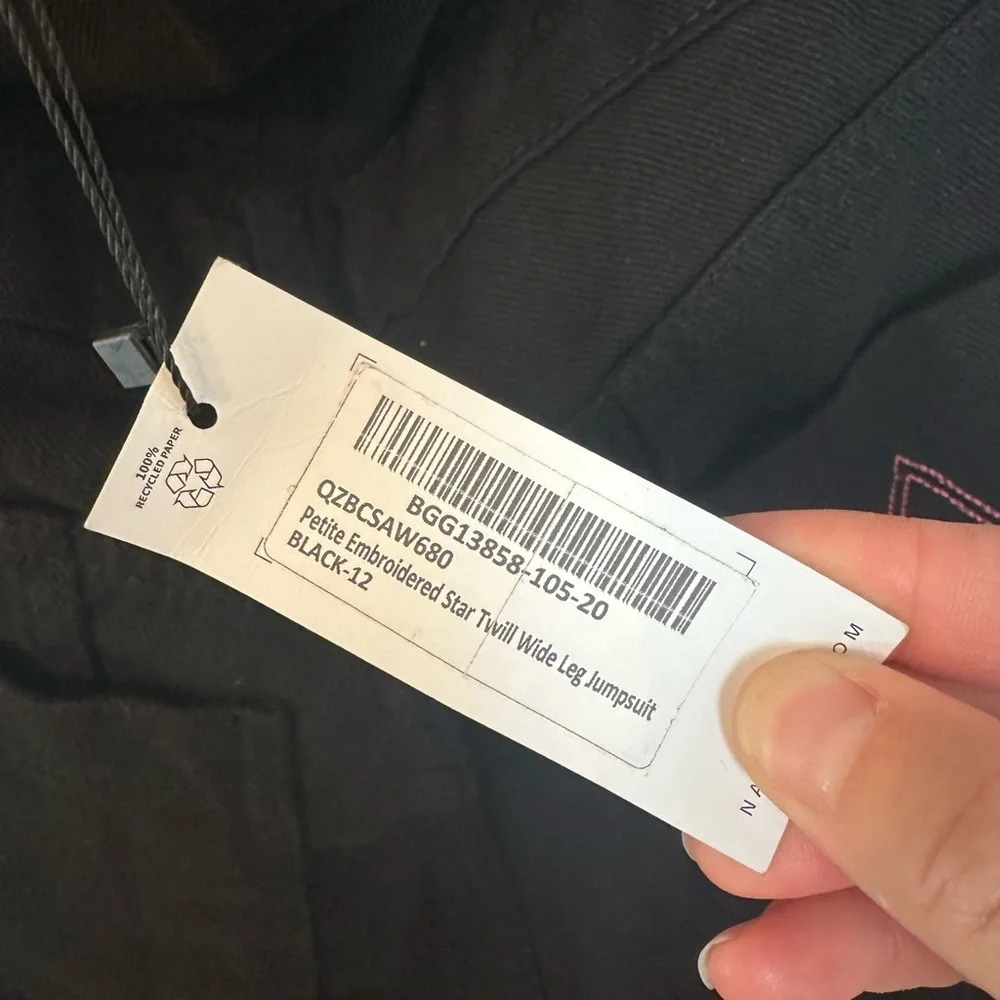 100%
RECYCLED PAPER
BGG13858-105-20
QZBCSAW680
Petite Embroidered Star Twill Wide Leg Jumpsuit
BLACK-12